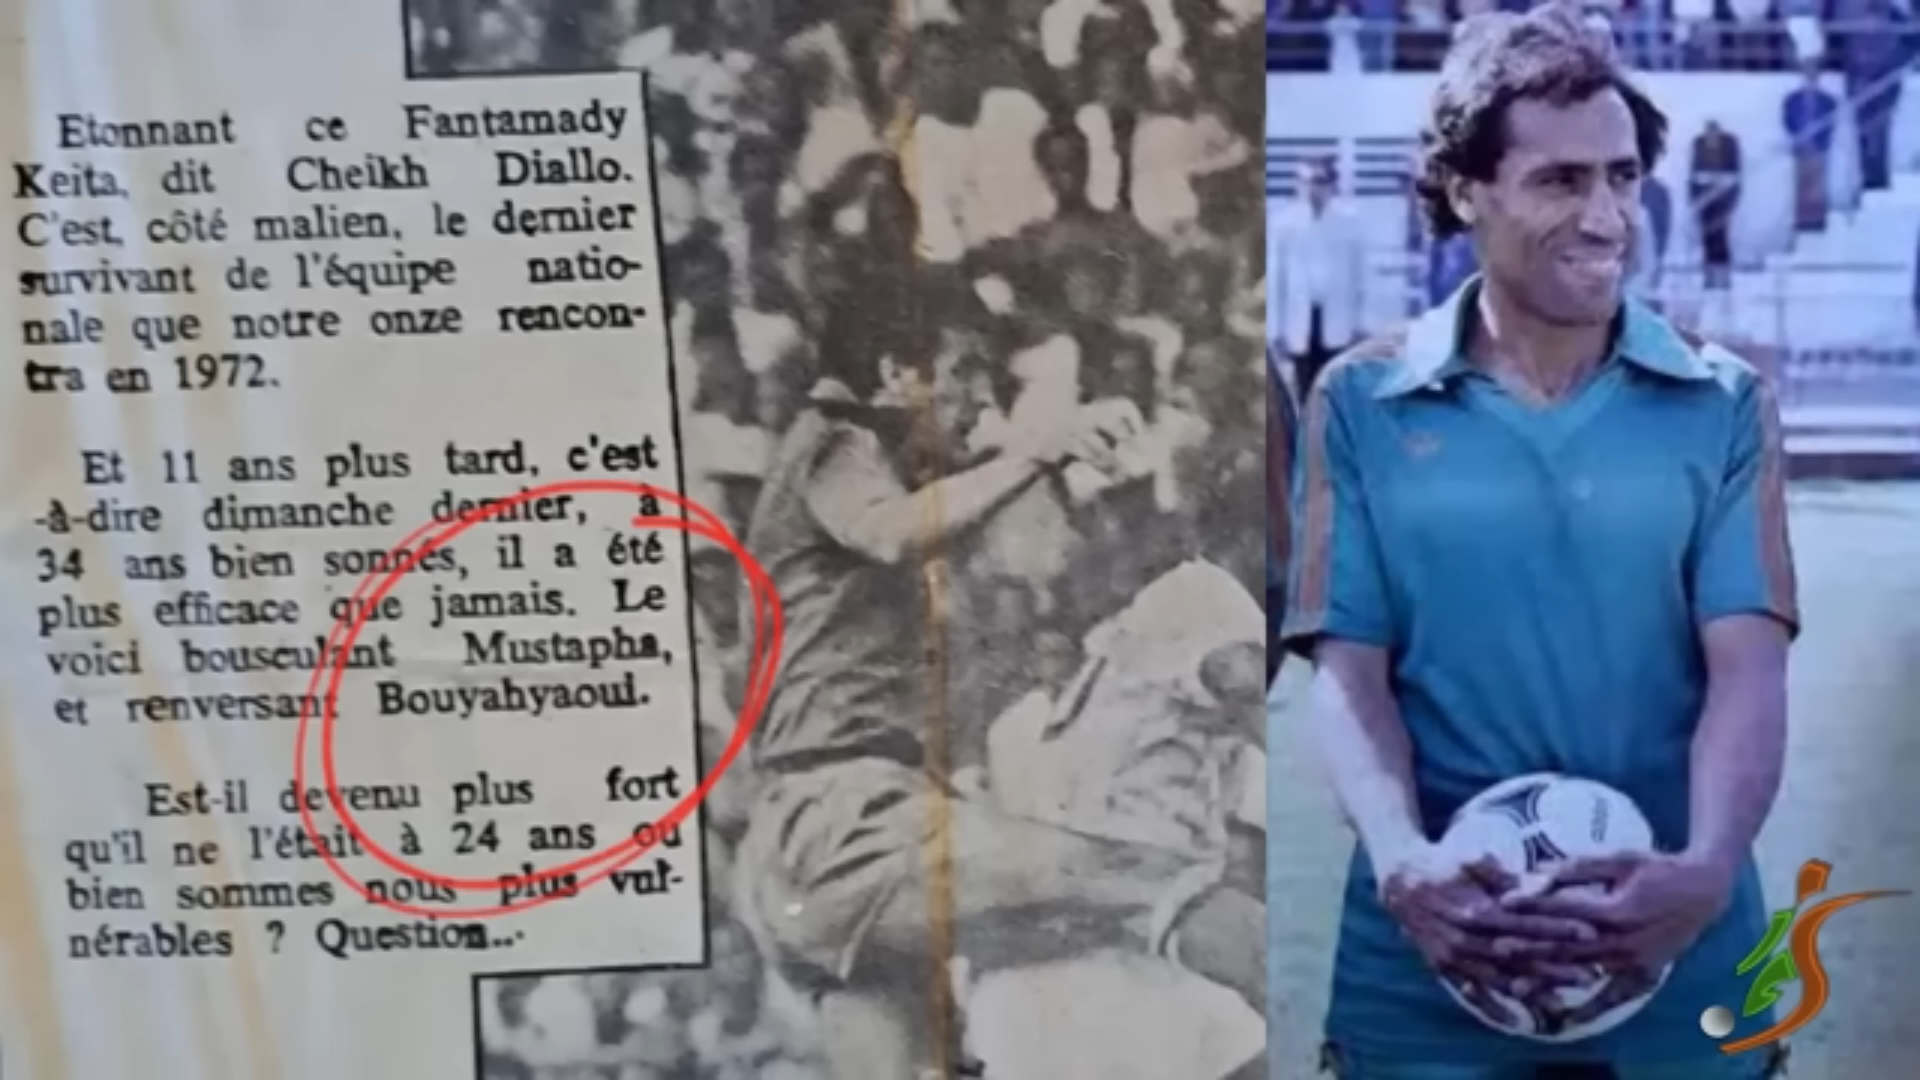 Etonnant ce Fantamady
Keita, dit Cheikh Diallo.
C'est, côté malien, le dernier
survivant de l'équipe natio-
nale que notre onze rencon-
tra en 1972.
Et 11 ans plus tard, c'est
-à-dire dimanche dernier, à
34 ans bien sonnés, il a été
plus efficace que jamais. Le
voici bousculant Mustapha,
et renversant Bouyahyaoui.
Est-il devenu plus fort
qu'il ne l'était à 24 ans ou
bien sommes nous plus vul-
nérables ? Question...